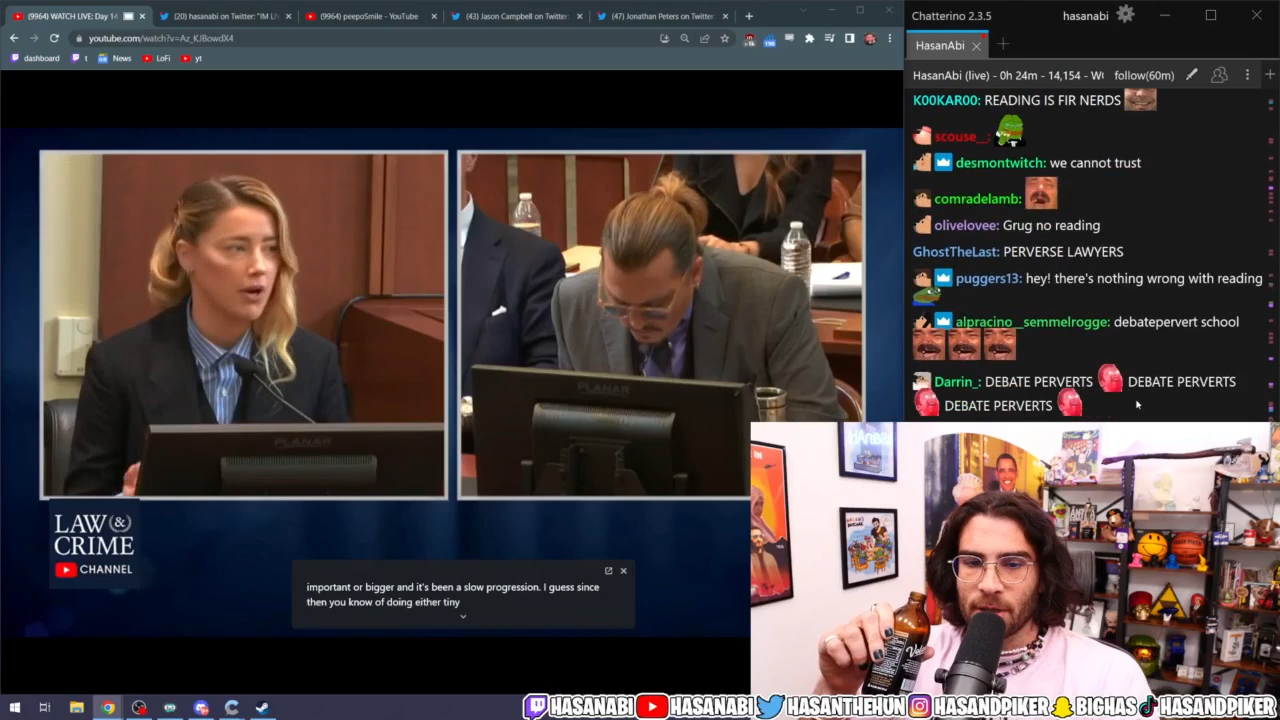 (9964) WATCH LIVE: Day 14
(20) hasanabi on Twitter: "IM LI
(9964) peepoSmile - YouTube
(43) Jason Campbell on Twitter:
(47) Jonathan Peters on Twitter
youtube.com/watch?v=Az_KJBowdX4
dashboard
t
News
LoFi
yt
Chatterino 2.3.5
hasanabi
HasanAbi
HasanAbi (live) - 0h 24m - 14,154 - W
follow(60m)
K00KAR00: READING IS FIR NERDS
scouse__:
desmontwitch: we cannot trust
comradelamb:
olivelovee: Grug no reading
GhostTheLast: PERVERSE LAWYERS
puggers13: hey! there's nothing wrong with reading
alpracino__semmelrogge: debatepervert school
Darrin_: DEBATE PERVERTS DEBATE PERVERTS
DEBATE PERVERTS
PLANAR
PLANAR
LAW &
CRIME
CHANNEL
important or bigger and it's been a slow progression. I guess since
then you know of doing either tiny
HASANABI HASANABI HASANTHEHUN HASANDPIKER BIGHAS HASANDPIKER